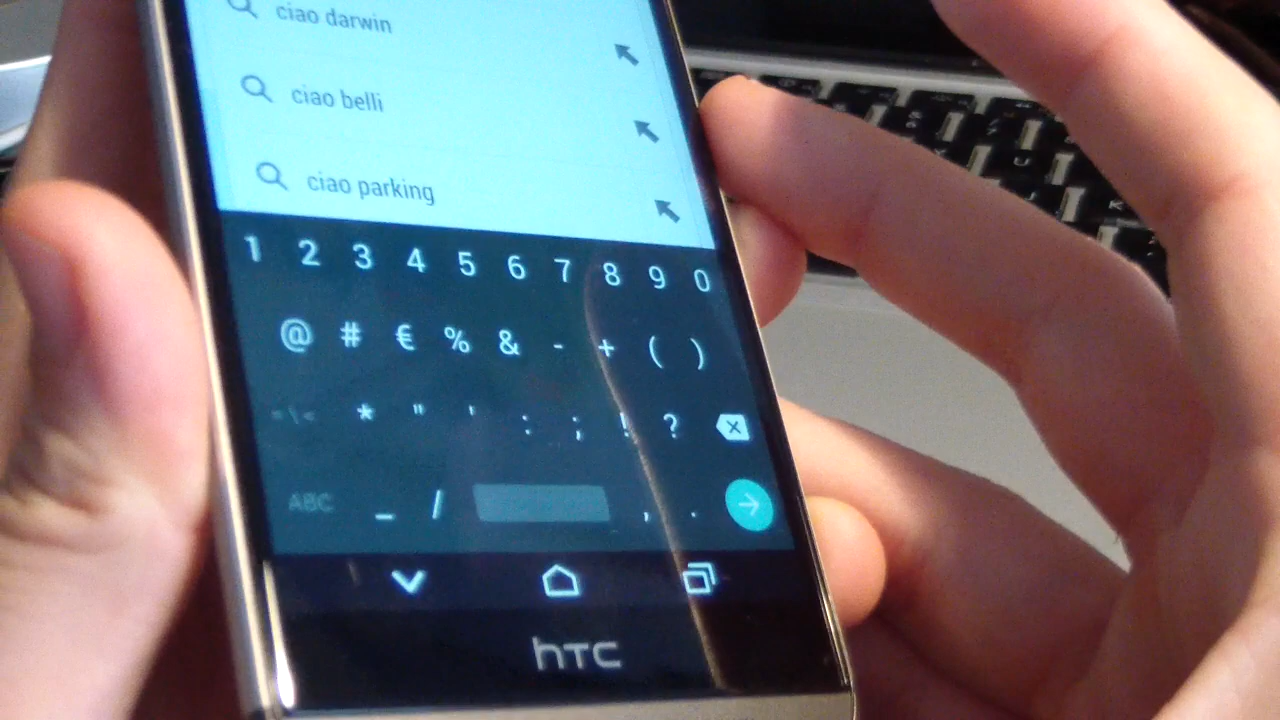 ciao darwin
ciao belli
ciao parking
1 2 3 4 5 6 7 8 9 0
@ # € % & - + ( )
=\< * " ' : ; ! ?
ABC _ / , .
hTC